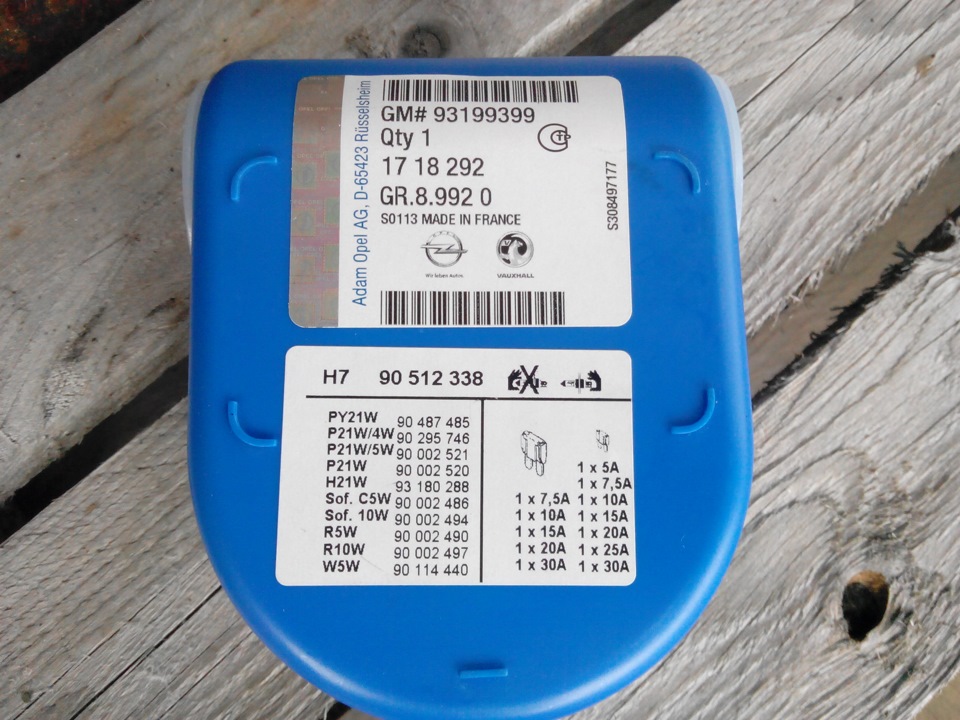 GM# 93199399
Qty 1
17 18 292
GR.8.992 0
S0113 MADE IN FRANCE
Wir leben Autos.
VAUXHALL
Adam Opel AG, D-65423 Rüsselsheim
S308497177
H7 90 512 338
PY21W 90 487 485
P21W/4W 90 295 746
P21W/5W 90 002 521
P21W 90 002 520
H21W 93 180 288
Sof. C5W 90 002 486
Sof. 10W 90 002 494
R5W 90 002 490
R10W 90 002 497
W5W 90 114 440
1 x 5A
1 x 7,5A
1 x 7,5A 1 x 10A
1 x 10A 1 x 15A
1 x 15A 1 x 20A
1 x 20A 1 x 25A
1 x 30A 1 x 30A